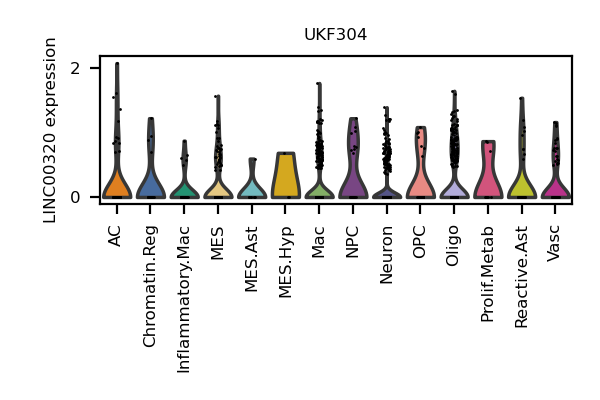 UKF304
LINC00320 expression
2
0
AC
Chromatin.Reg
Inflammatory.Mac
MES
MES.Ast
MES.Hyp
Mac
NPC
Neuron
OPC
Oligo
Prolif.Metab
Reactive.Ast
Vasc